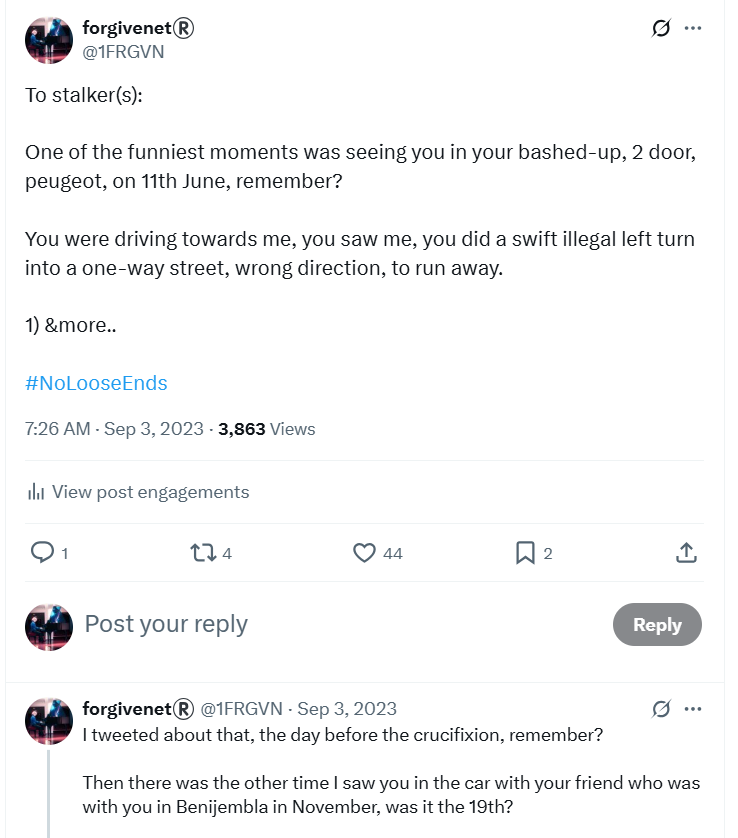 forgivenet®
@1FRGVN
To stalker(s):
One of the funniest moments was seeing you in your bashed-up, 2 door,
peugeot, on 11th June, remember?
You were driving towards me, you saw me, you did a swift illegal left turn
into a one-way street, wrong direction, to run away.
1) &more..
#NoLooseEnds
7:26 AM · Sep 3, 2023 · 3,863 Views
View post engagements
1 4 44 2
Post your reply
Reply
forgivenet® @1FRGVN · Sep 3, 2023
I tweeted about that, the day before the crucifixion, remember?
Then there was the other time I saw you in the car with your friend who was
with you in Benijembla in November, was it the 19th?